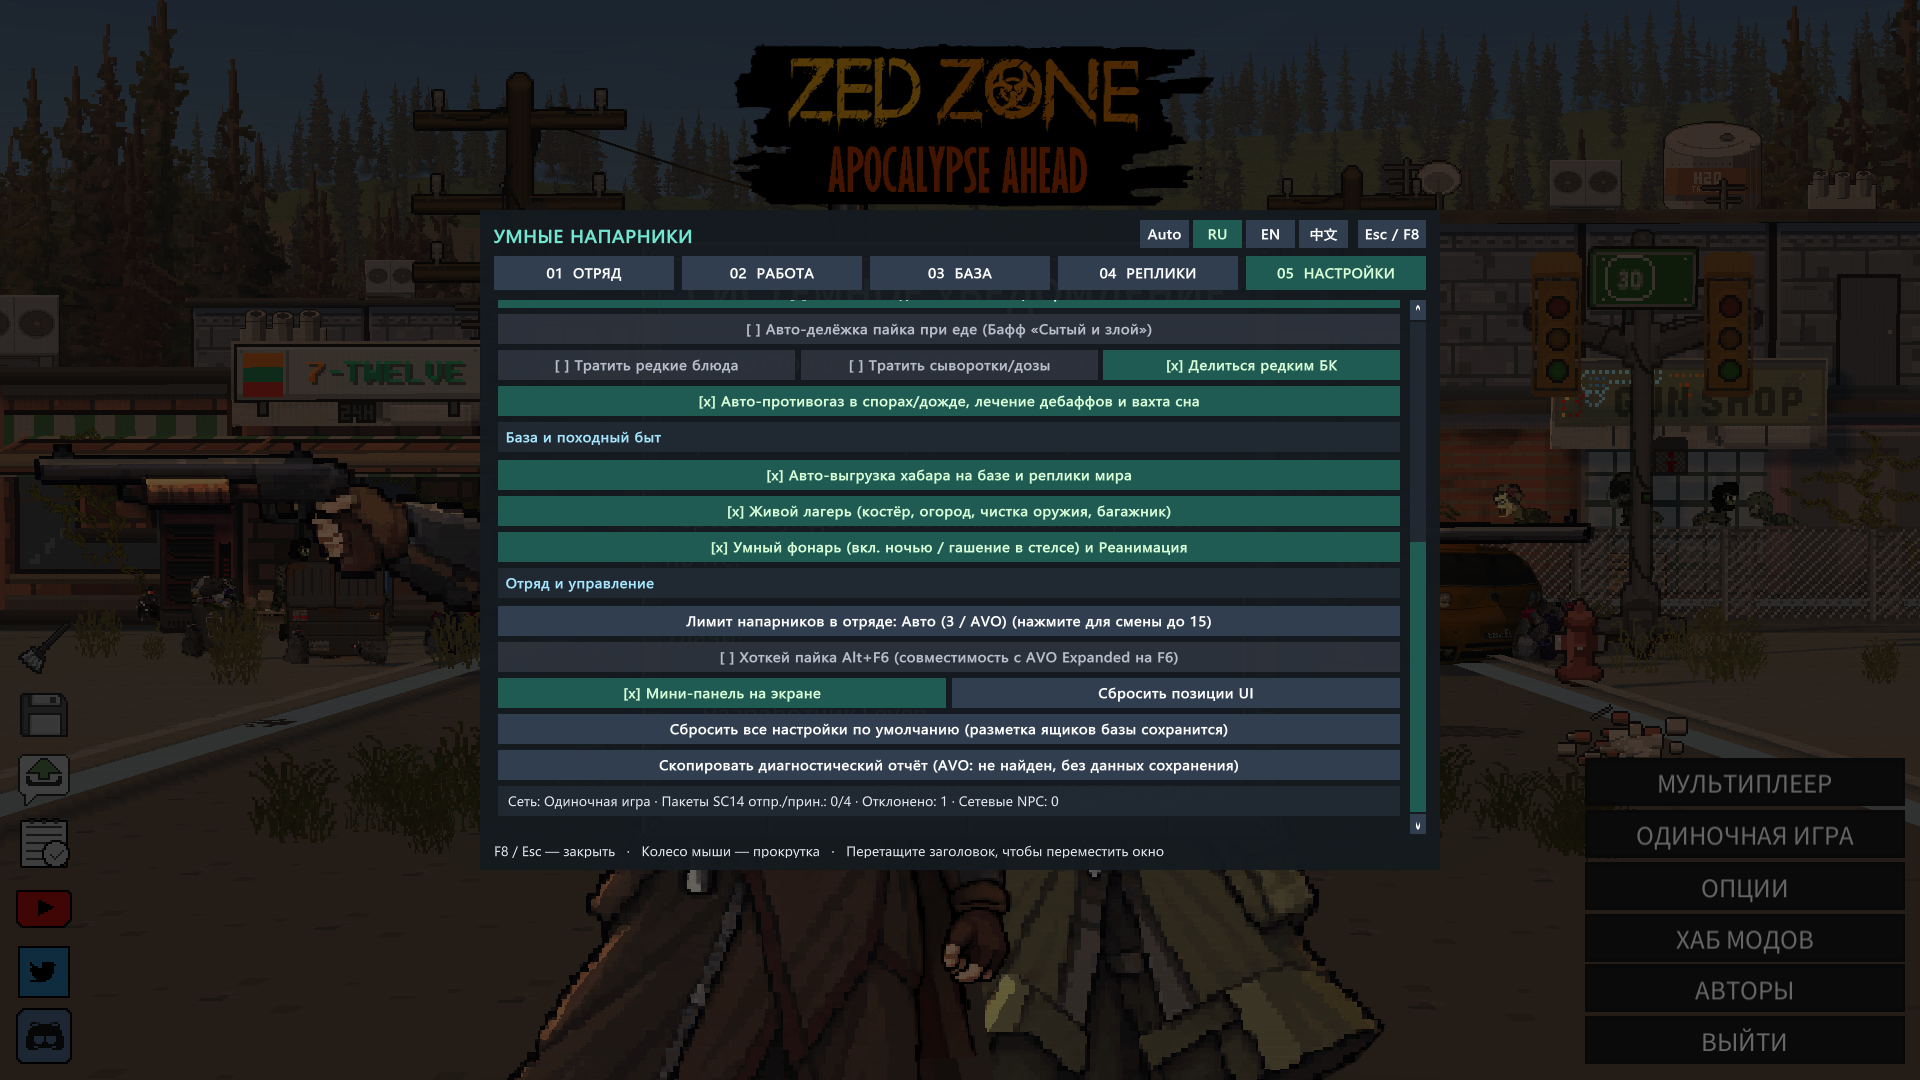 ZED ZONE
APOCALYPSE AHEAD
УМНЫЕ НАПАРНИКИ
Auto RU EN 中文 Esc / F8
01 ОТРЯД 02 РАБОТА 03 БАЗА 04 РЕПЛИКИ 05 НАСТРОЙКИ
[ ] Авто-делёжка пайка при еде (Бафф «Сытый и злой»)
[ ] Тратить редкие блюда [ ] Тратить сыворотки/дозы [x] Делиться редким БК
[x] Авто-противогаз в спорах/дожде, лечение дебаффов и вахта сна
База и походный быт
[x] Авто-выгрузка хабара на базе и реплики мира
[x] Живой лагерь (костёр, огород, чистка оружия, багажник)
[x] Умный фонарь (вкл. ночью / гашение в стелсе) и Реанимация
Отряд и управление
Лимит напарников в отряде: Авто (3 / AVO) (нажмите для смены до 15)
[ ] Хоткей пайка Alt+F6 (совместимость с AVO Expanded на F6)
[x] Мини-панель на экране Сбросить позиции UI
Сбросить все настройки по умолчанию (разметка ящиков базы сохранится)
Скопировать диагностический отчёт (AVO: не найден, без данных сохранения)
Сеть: Одиночная игра · Пакеты SC14 отпр./прин.: 0/4 · Отклонено: 1 · Сетевые NPC: 0
F8 / Esc — закрыть · Колесо мыши — прокрутка · Перетащите заголовок, чтобы переместить окно
7-TWELVE
24H
30
GUN SHOP
H2O
МУЛЬТИПЛЕЕР
ОДИНОЧНАЯ ИГРА
ОПЦИИ
ХАБ МОДОВ
АВТОРЫ
ВЫЙТИ